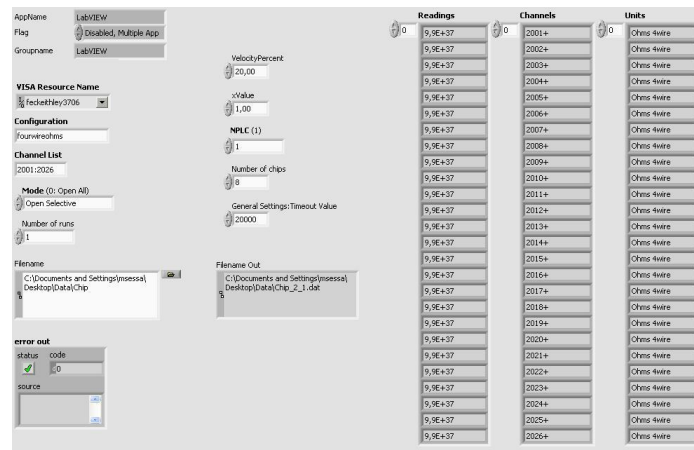 AppName LabVIEW
Flag Disabled, Multiple App
Groupname LabVIEW
VISA Resource Name
feckeithley3706
Configuration
fourwireohms
Channel List
2001:2026
Mode (0: Open All)
Open Selective
Number of runs
1
Filename
C:\Documents and Settings\msessa\
Desktop\Data\Chip
error out
status code
0
source
VelocityPercent
20,00
xValue
1,00
NPLC (1)
1
Number of chips
8
General Settings:Timeout Value
20000
Filename Out
C:\Documents and Settings\msessa\
Desktop\Data\Chip_2_1.dat
Readings Channels Units
0 9,9E+37 0 2001+ 0 Ohms 4wire
9,9E+37 2002+ Ohms 4wire
9,9E+37 2003+ Ohms 4wire
9,9E+37 2004+ Ohms 4wire
9,9E+37 2005+ Ohms 4wire
9,9E+37 2006+ Ohms 4wire
9,9E+37 2007+ Ohms 4wire
9,9E+37 2008+ Ohms 4wire
9,9E+37 2009+ Ohms 4wire
9,9E+37 2010+ Ohms 4wire
9,9E+37 2011+ Ohms 4wire
9,9E+37 2012+ Ohms 4wire
9,9E+37 2013+ Ohms 4wire
9,9E+37 2014+ Ohms 4wire
9,9E+37 2015+ Ohms 4wire
9,9E+37 2016+ Ohms 4wire
9,9E+37 2017+ Ohms 4wire
9,9E+37 2018+ Ohms 4wire
9,9E+37 2019+ Ohms 4wire
9,9E+37 2020+ Ohms 4wire
9,9E+37 2021+ Ohms 4wire
9,9E+37 2022+ Ohms 4wire
9,9E+37 2023+ Ohms 4wire
9,9E+37 2024+ Ohms 4wire
9,9E+37 2025+ Ohms 4wire
9,9E+37 2026+ Ohms 4wire